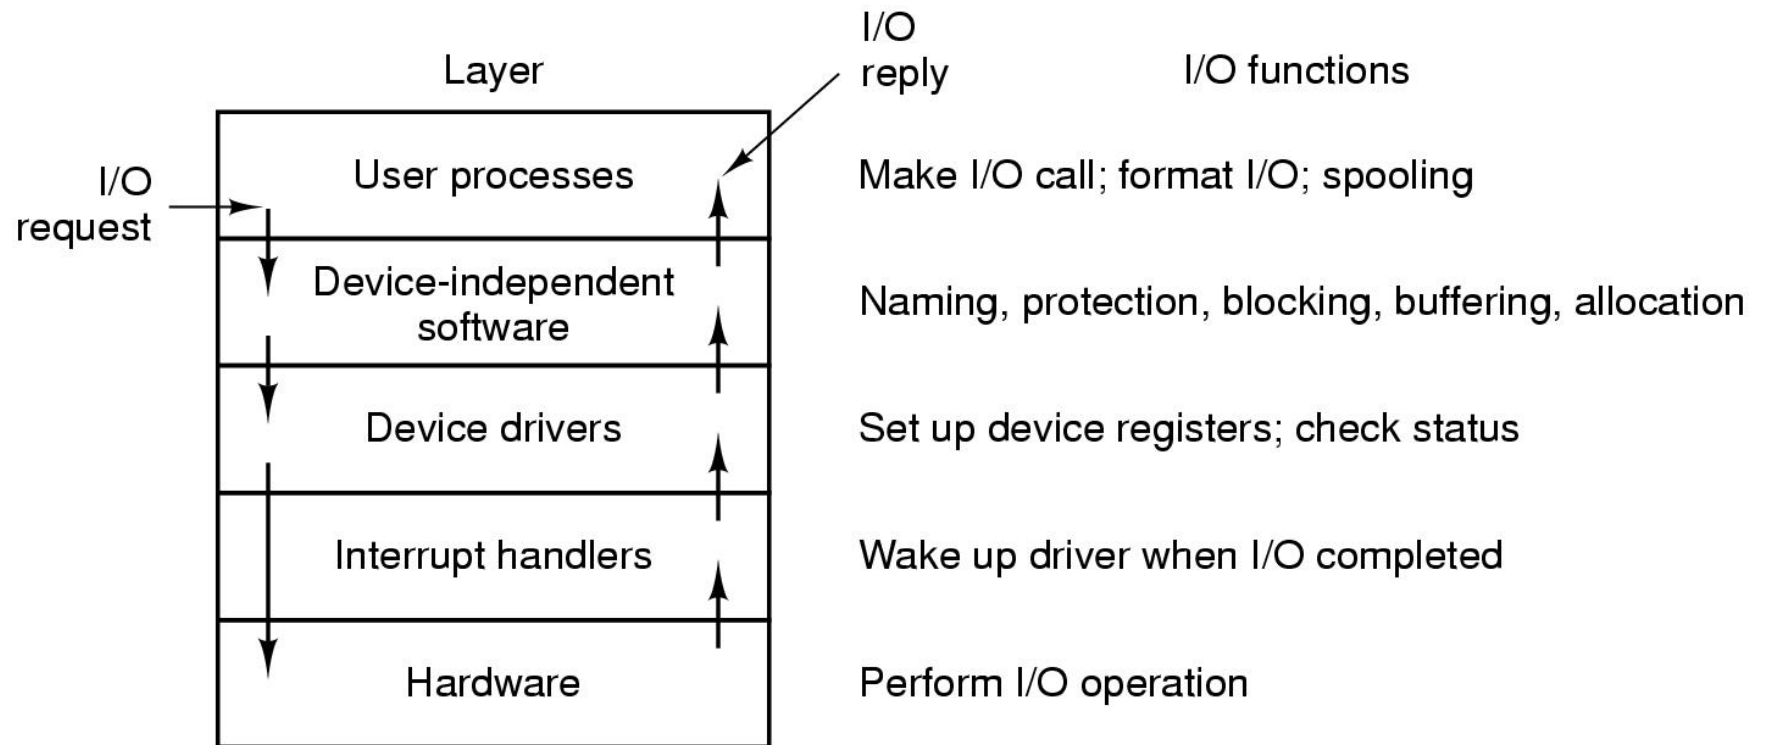 I/O
reply
Layer
I/O functions
I/O
request
User processes
Make I/O call; format I/O; spooling
Device-independent
software
Naming, protection, blocking, buffering, allocation
Device drivers
Set up device registers; check status
Interrupt handlers
Wake up driver when I/O completed
Hardware
Perform I/O operation